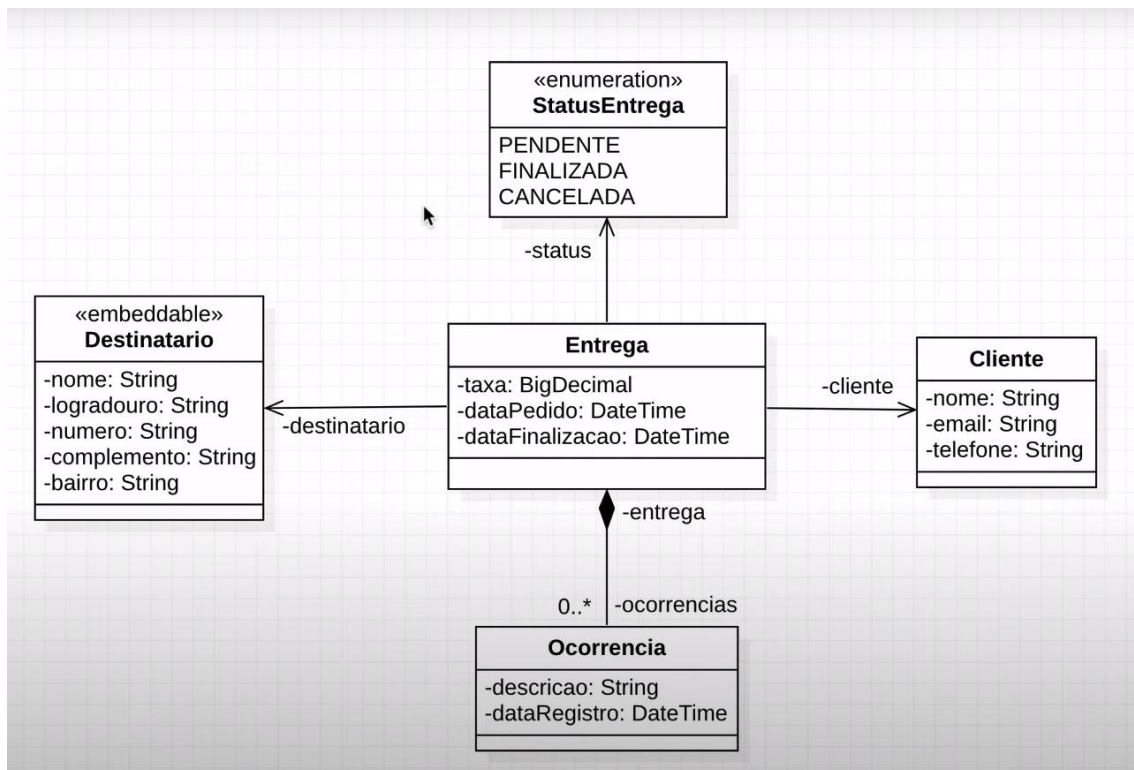 «enumeration»
StatusEntrega
PENDENTE
FINALIZADA
CANCELADA
-status
«embeddable»
Destinatario
-nome: String
-logradouro: String
-numero: String
-complemento: String
-bairro: String
-destinatario
Entrega
-taxa: BigDecimal
-dataPedido: DateTime
-dataFinalizacao: DateTime
-cliente
Cliente
-nome: String
-email: String
-telefone: String
-entrega
0..*
-ocorrencias
Ocorrencia
-descricao: String
-dataRegistro: DateTime